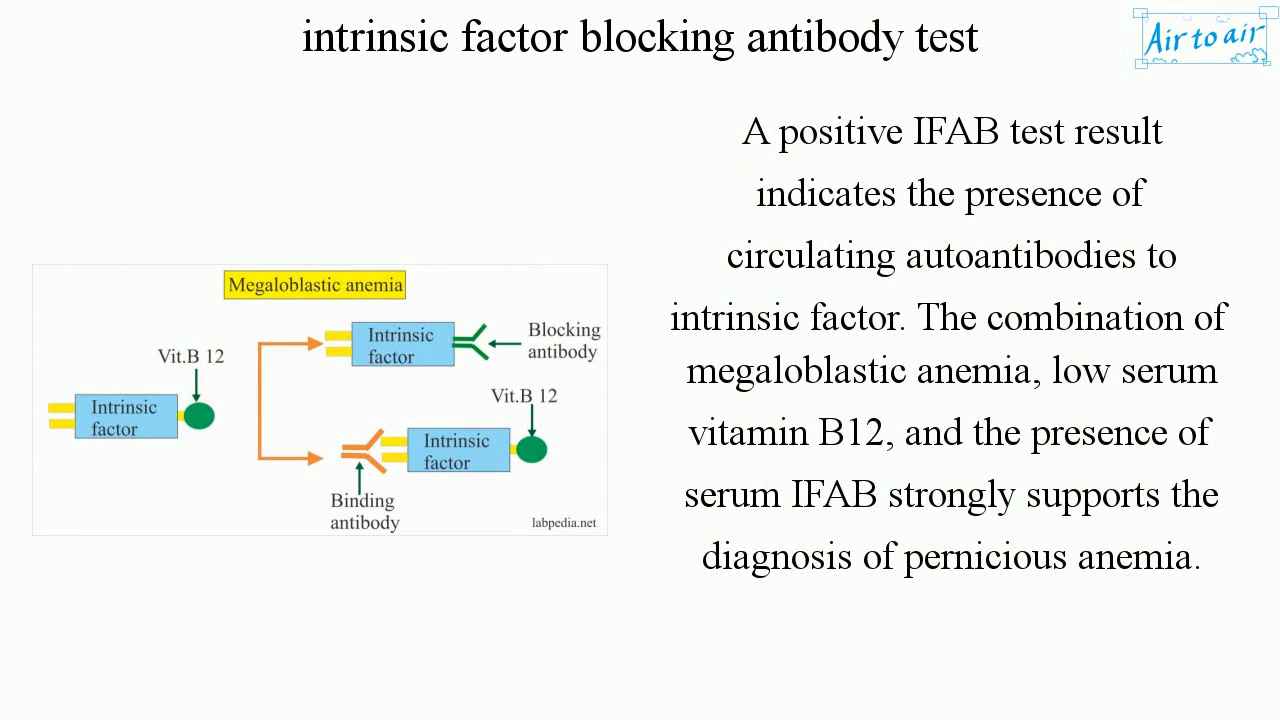 intrinsic factor blocking antibody test
Air to air
A positive IFAB test result
indicates the presence of
circulating autoantibodies to
intrinsic factor. The combination of
megaloblastic anemia, low serum
vitamin B12, and the presence of
serum IFAB strongly supports the
diagnosis of pernicious anemia.
Megaloblastic anemia
Vit.B 12
Intrinsic
factor
Intrinsic
factor
Blocking
antibody
Vit.B 12
Intrinsic
factor
Binding
antibody
labpedia.net